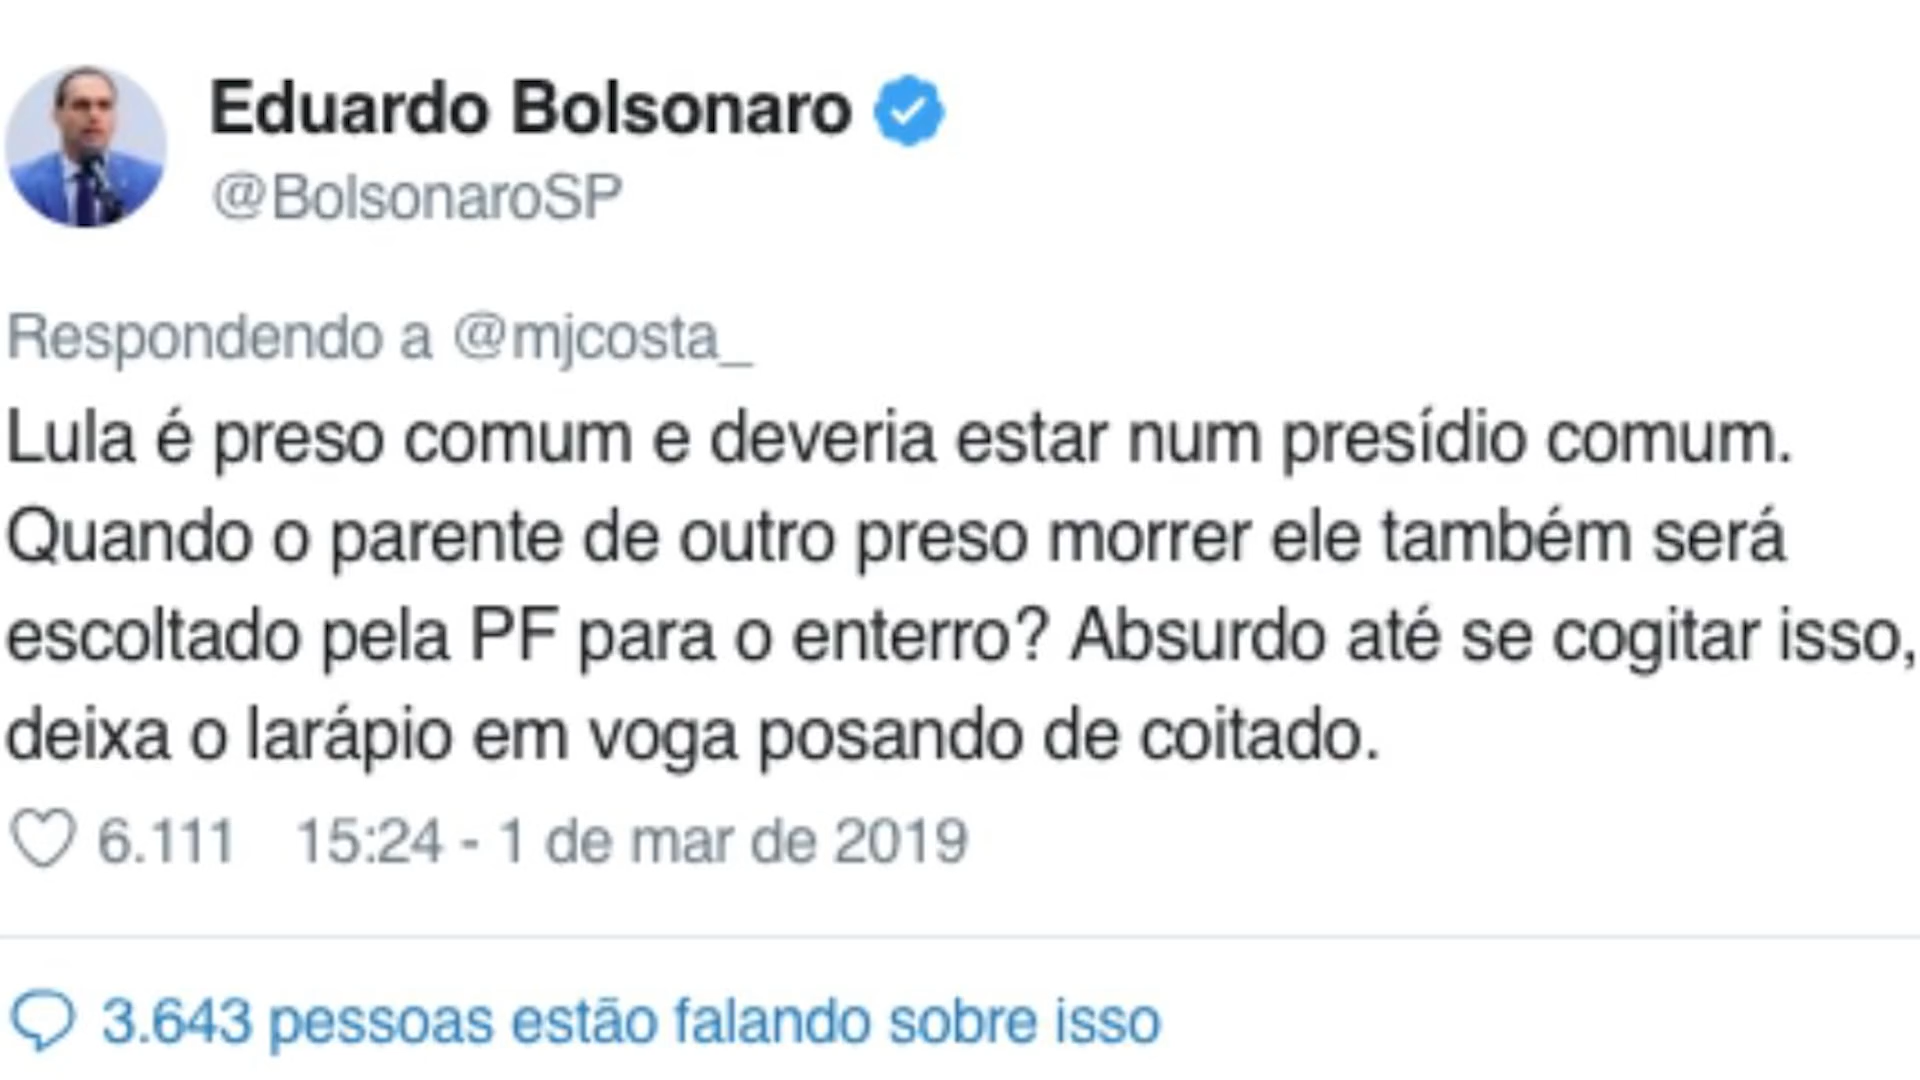 Eduardo Bolsonaro
@BolsonaroSP
Respondendo a @mjcosta_
Lula é preso comum e deveria estar num presídio comum.
Quando o parente de outro preso morrer ele também será
escoltado pela PF para o enterro? Absurdo até se cogitar isso,
deixa o larápio em voga posando de coitado.
6.111 15:24 - 1 de mar de 2019
3.643 pessoas estão falando sobre isso